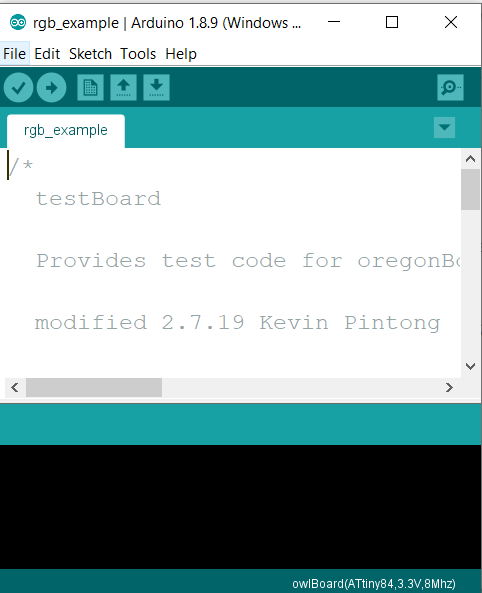 rgb_example | Arduino 1.8.9 (Windows ...
File Edit Sketch Tools Help
rgb_example
/*
testBoard
Provides test code for oregonBo
modified 2.7.19 Kevin Pintong
owlBoard(ATtiny84,3.3V,8Mhz)